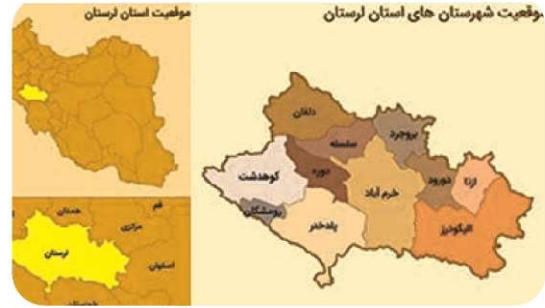 موقعیت شهرستان های استان لرستان
موقعیت استان لرستان
دلفان
بروجرد
سلسله
کوهدشت
دوره
خرم آباد
دورود
ازنا
رومشکان
پلدختر
الیگودرز
قم
همدان
مرکزی
لرستان
اصفهان
خوزستان